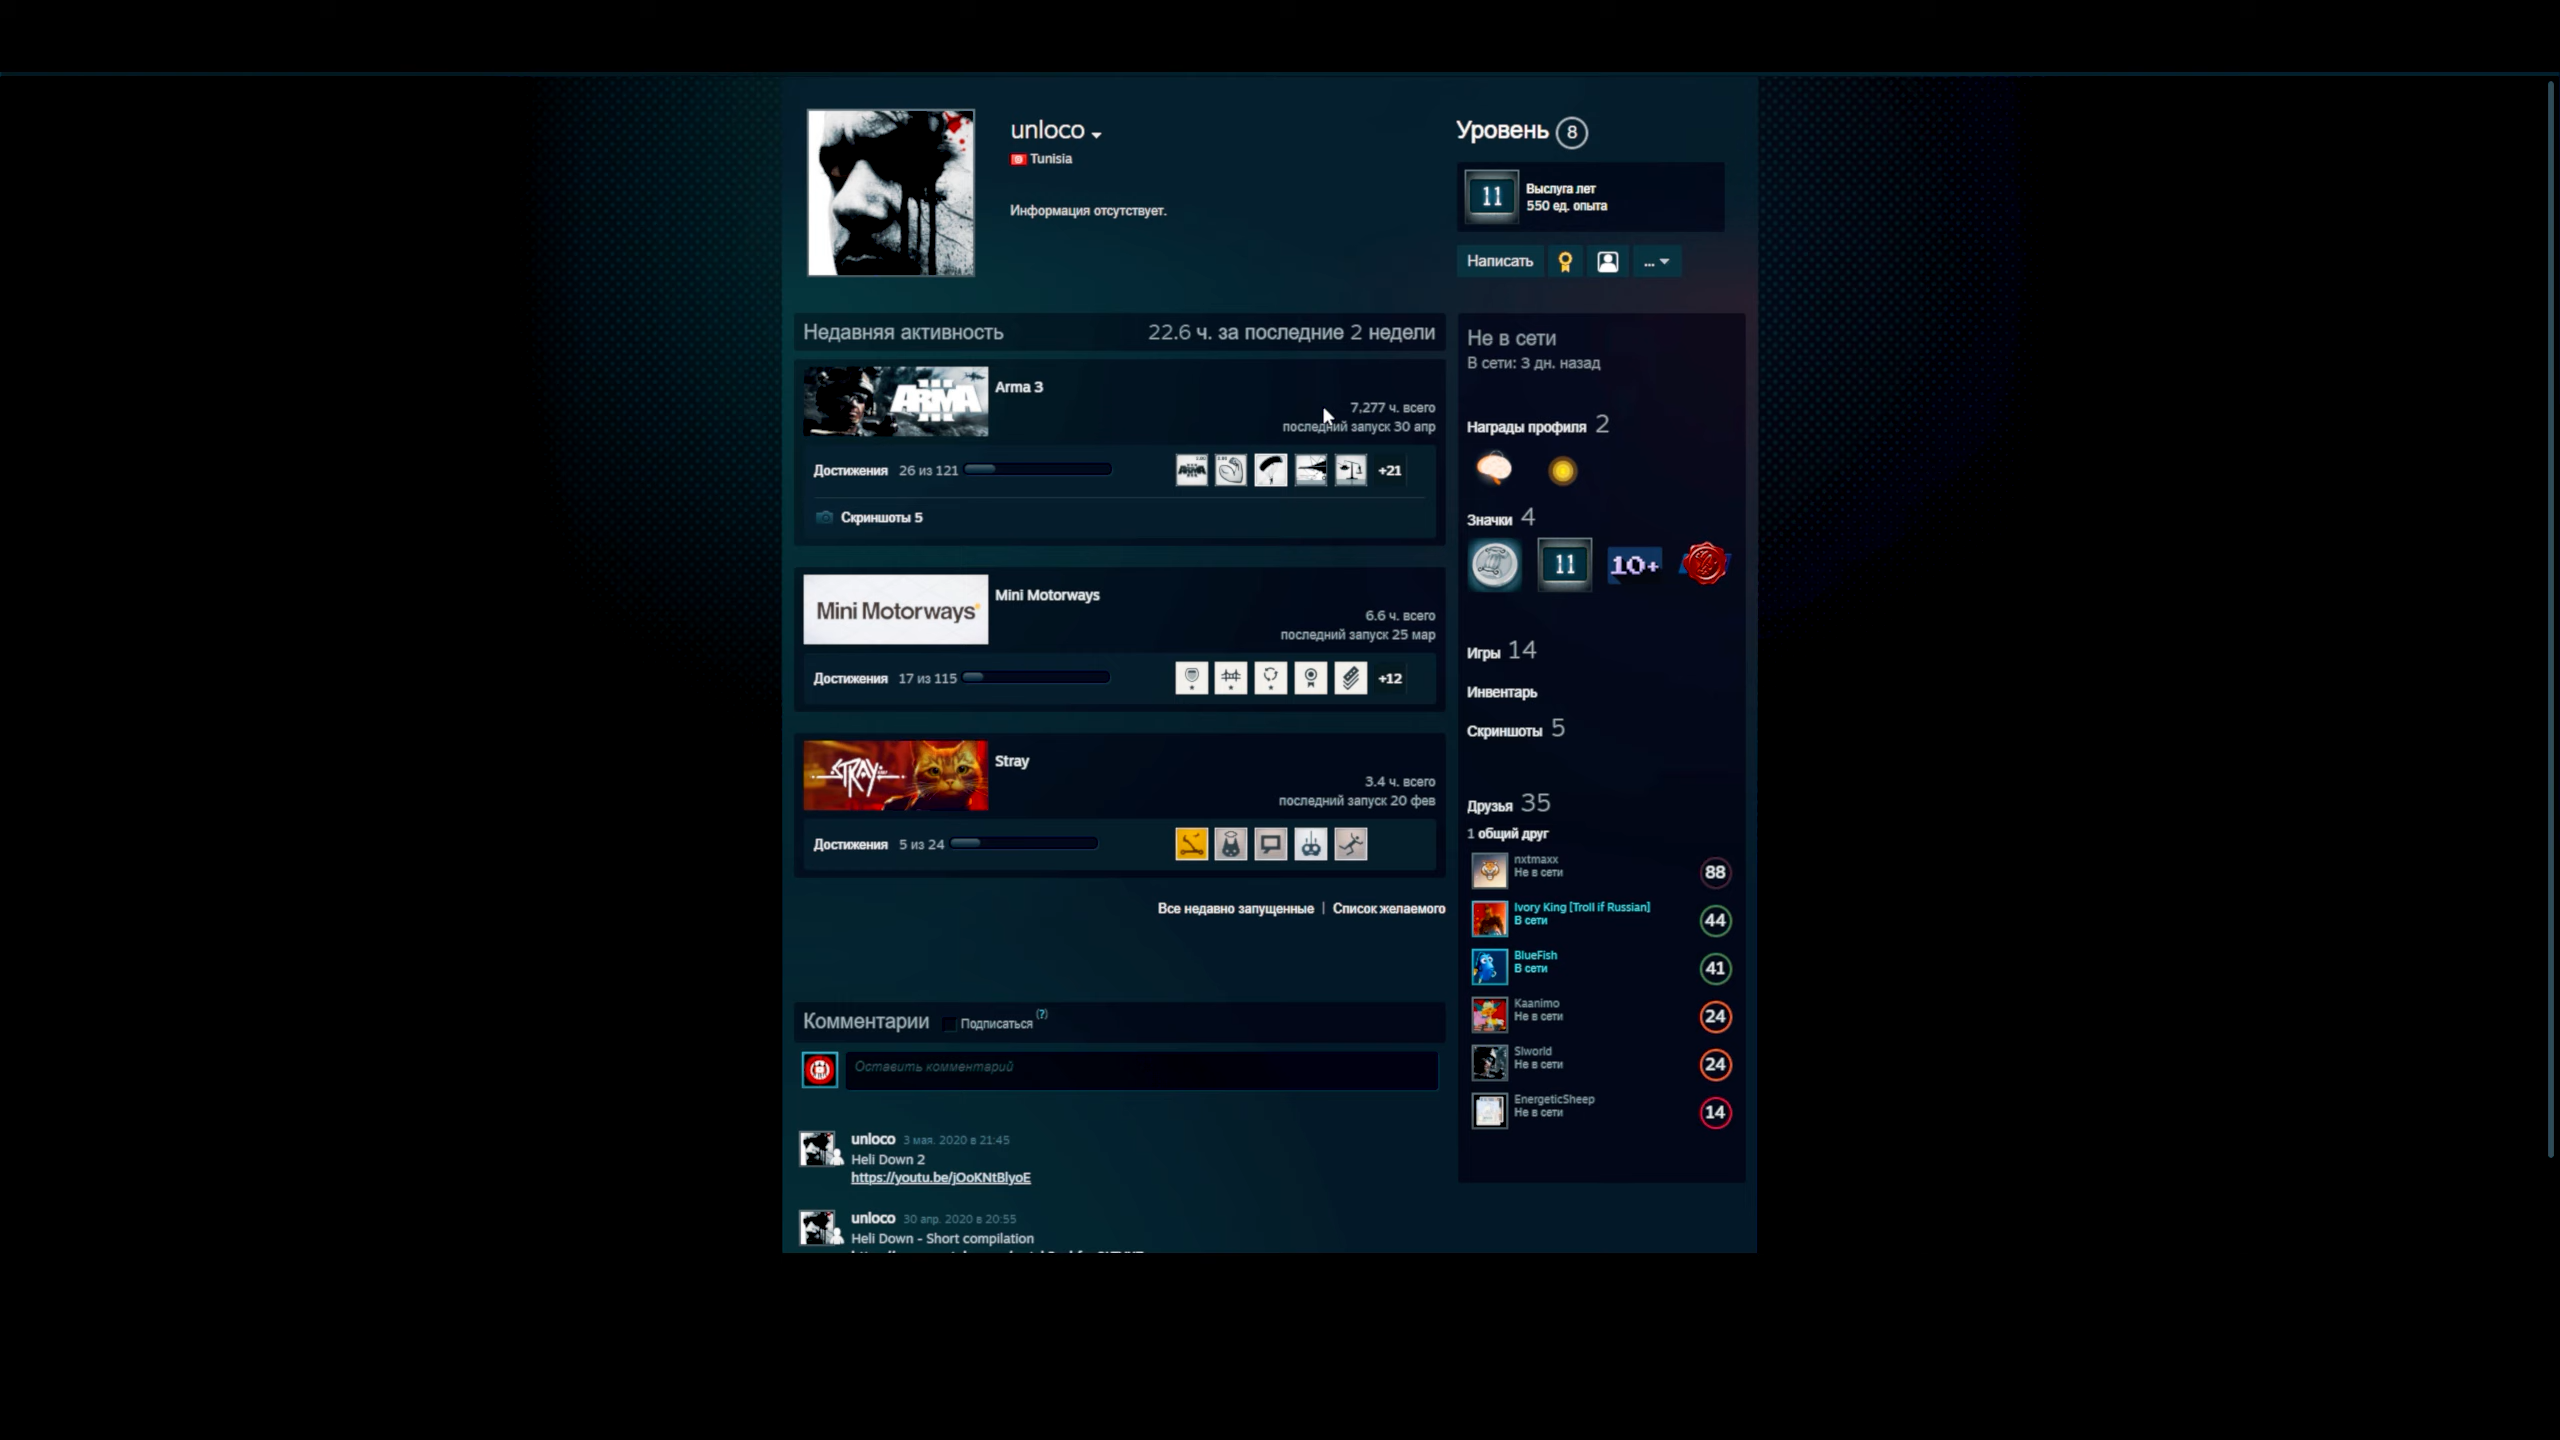 unloco
Tunisia
Информация отсутствует.
Уровень 8
11
Выслуга лет
550 ед. опыта
Написать
...
Недавняя активность
22.6 ч. за последние 2 недели
ARMA III
Arma 3
7,277 ч. всего
последний запуск 30 апр
Достижения 26 из 121
+21
Скриншоты 5
Mini Motorways
Mini Motorways
6.6 ч. всего
последний запуск 25 мар
Достижения 17 из 115
+12
STRAY
Stray
3.4 ч. всего
последний запуск 20 фев
Достижения 5 из 24
Все недавно запущенные | Список желаемого
Комментарии
Подписаться (?)
Оставить комментарий
unloco 3 мая. 2020 в 21:45
Heli Down 2
https://youtu.be/jOoKNtBlyoE
unloco 30 апр. 2020 в 20:55
Heli Down - Short compilation
Не в сети
В сети: 3 дн. назад
Награды профиля 2
Значки 4
11
10+
Игры 14
Инвентарь
Скриншоты 5
Друзья 35
1 общий друг
nxtmaxx
Не в сети
88
Ivory King [Troll if Russian]
В сети
44
BlueFish
В сети
41
Kaanimo
Не в сети
24
Slworld
Не в сети
24
EnergeticSheep
Не в сети
14